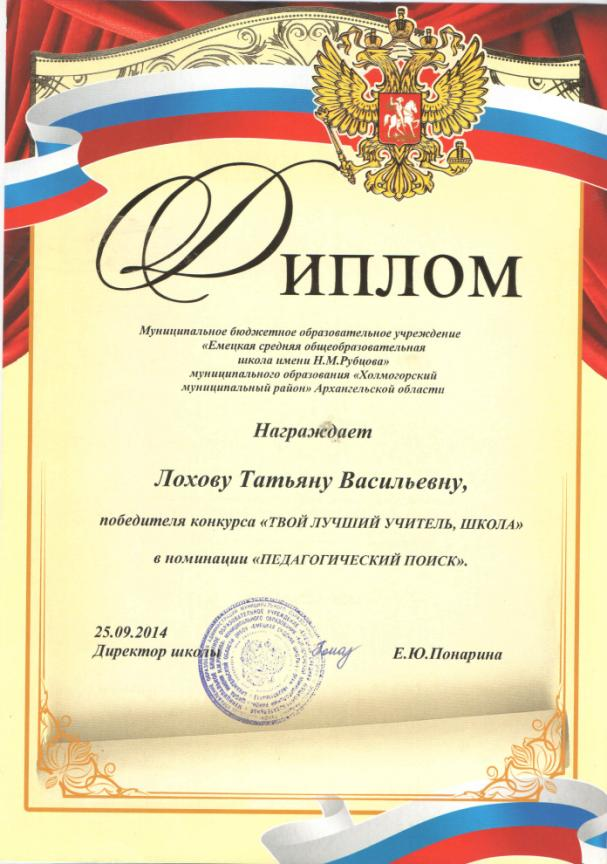 Диплом
Муниципальное бюджетное образовательное учреждение
«Емецкая средняя общеобразовательная
школа имени Н.М.Рубцова»
муниципального образования «Холмогорский
муниципальный район» Архангельской области
Награждает
Лохову Татьяну Васильевну,
победителя конкурса «ТВОЙ ЛУЧШИЙ УЧИТЕЛЬ, ШКОЛА»
в номинации «ПЕДАГОГИЧЕСКИЙ ПОИСК».
25.09.2014
Директор школы Е.Ю.Понарина